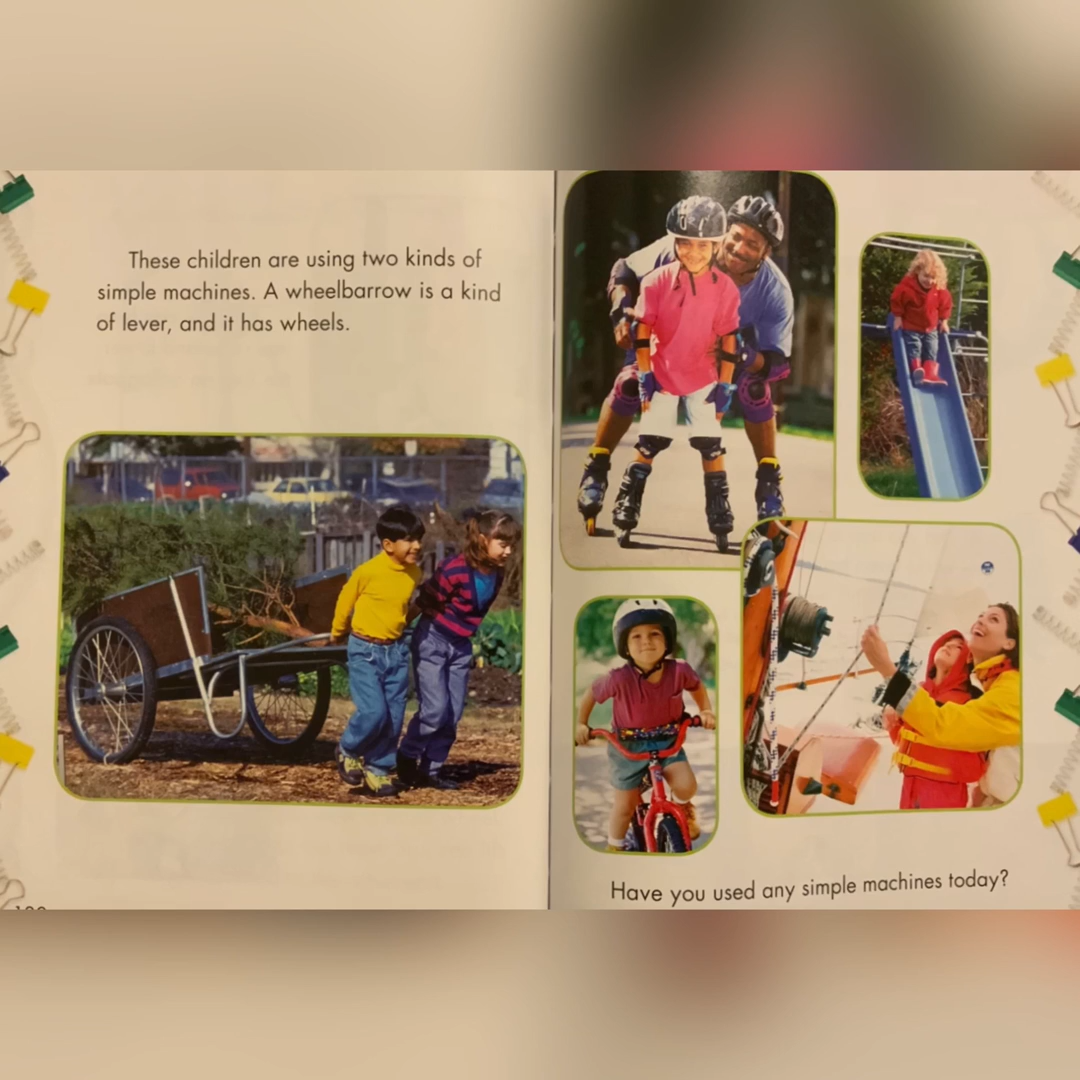 These children are using two kinds of
simple machines. A wheelbarrow is a kind
of lever, and it has wheels.
Have you used any simple machines today?